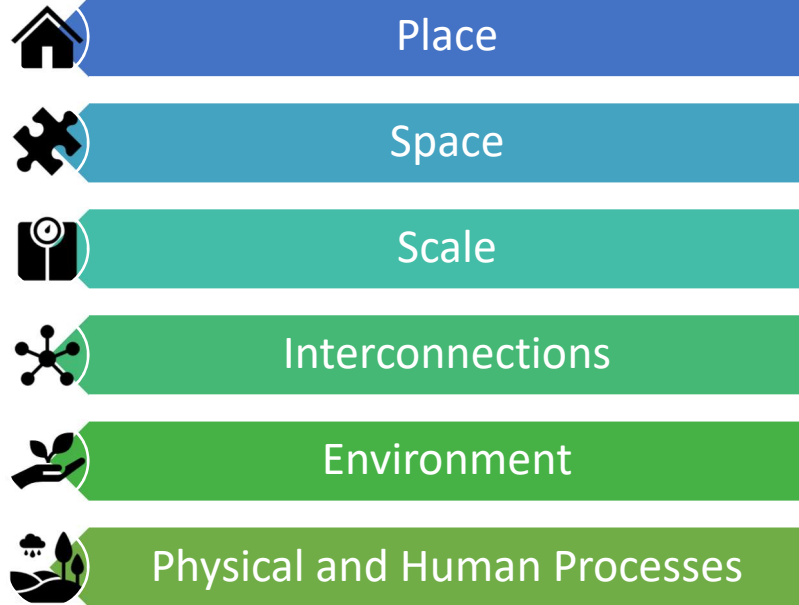 Place
Space
Scale
Interconnections
Environment
Physical and Human Processes